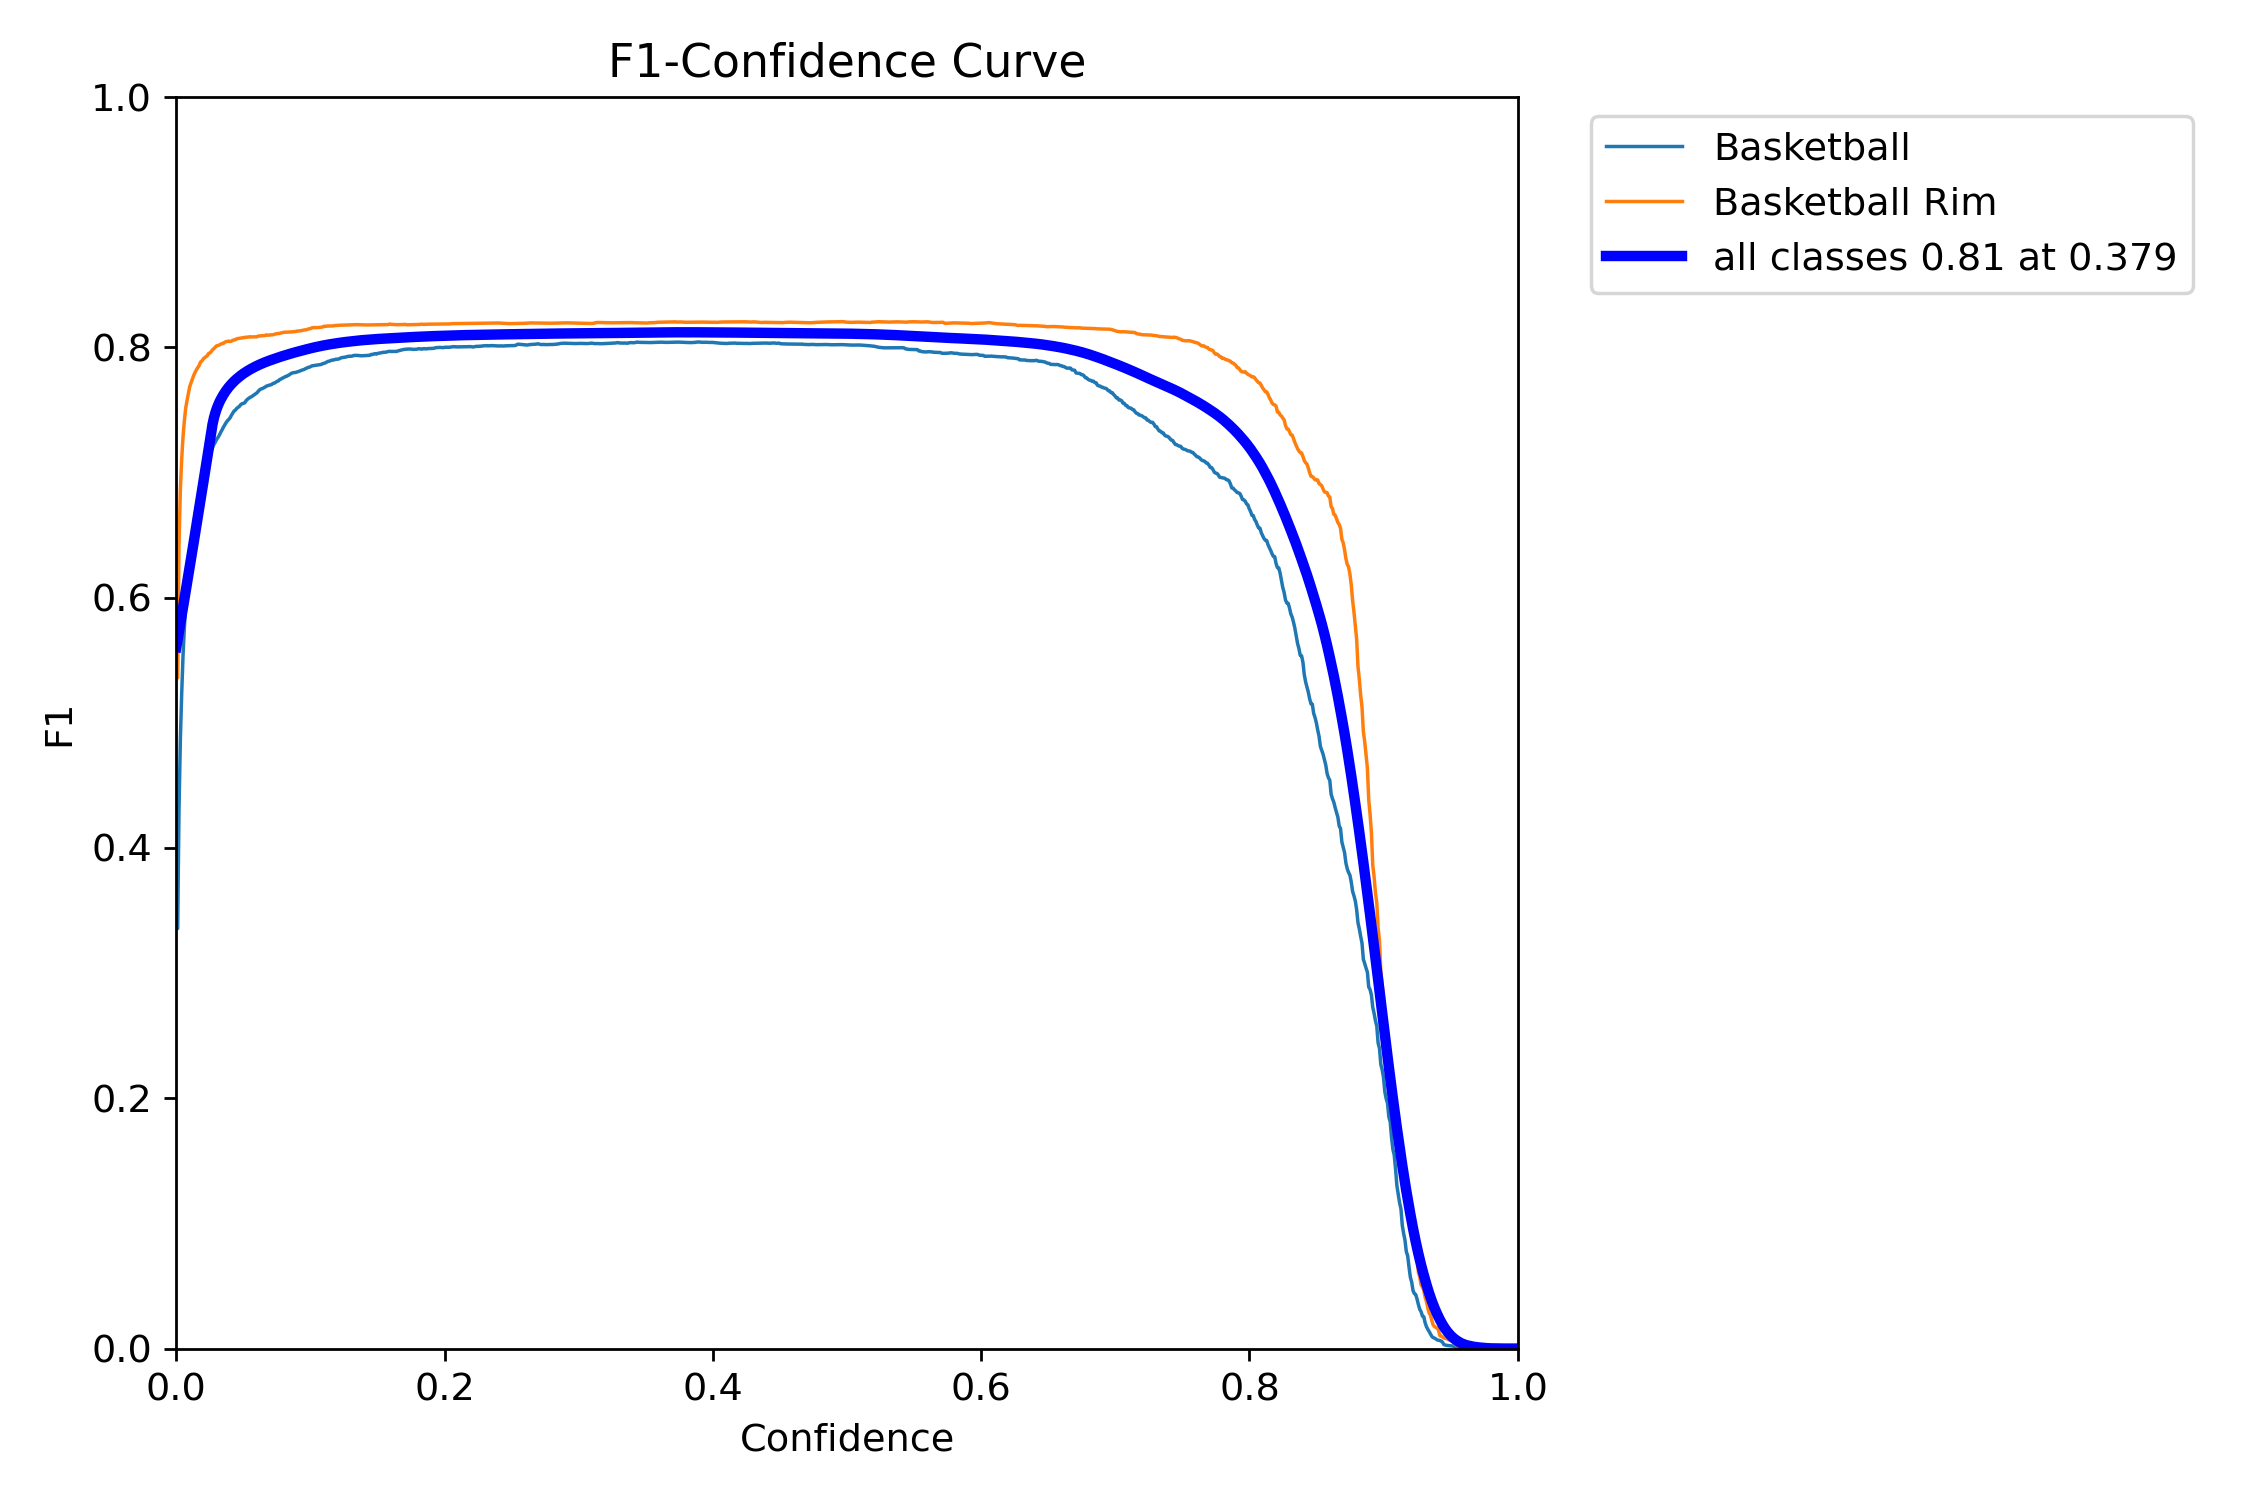 F1-Confidence Curve
1.0
0.8
0.6
0.4
0.2
0.0
F1
0.0 0.2 0.4 0.6 0.8 1.0
Confidence
Basketball
Basketball Rim
all classes 0.81 at 0.379